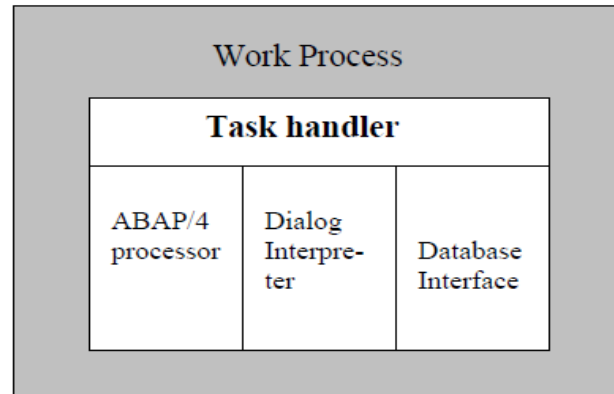 Work Process
Task handler
ABAP/4
processor
Dialog
Interpre-
ter
Database
Interface